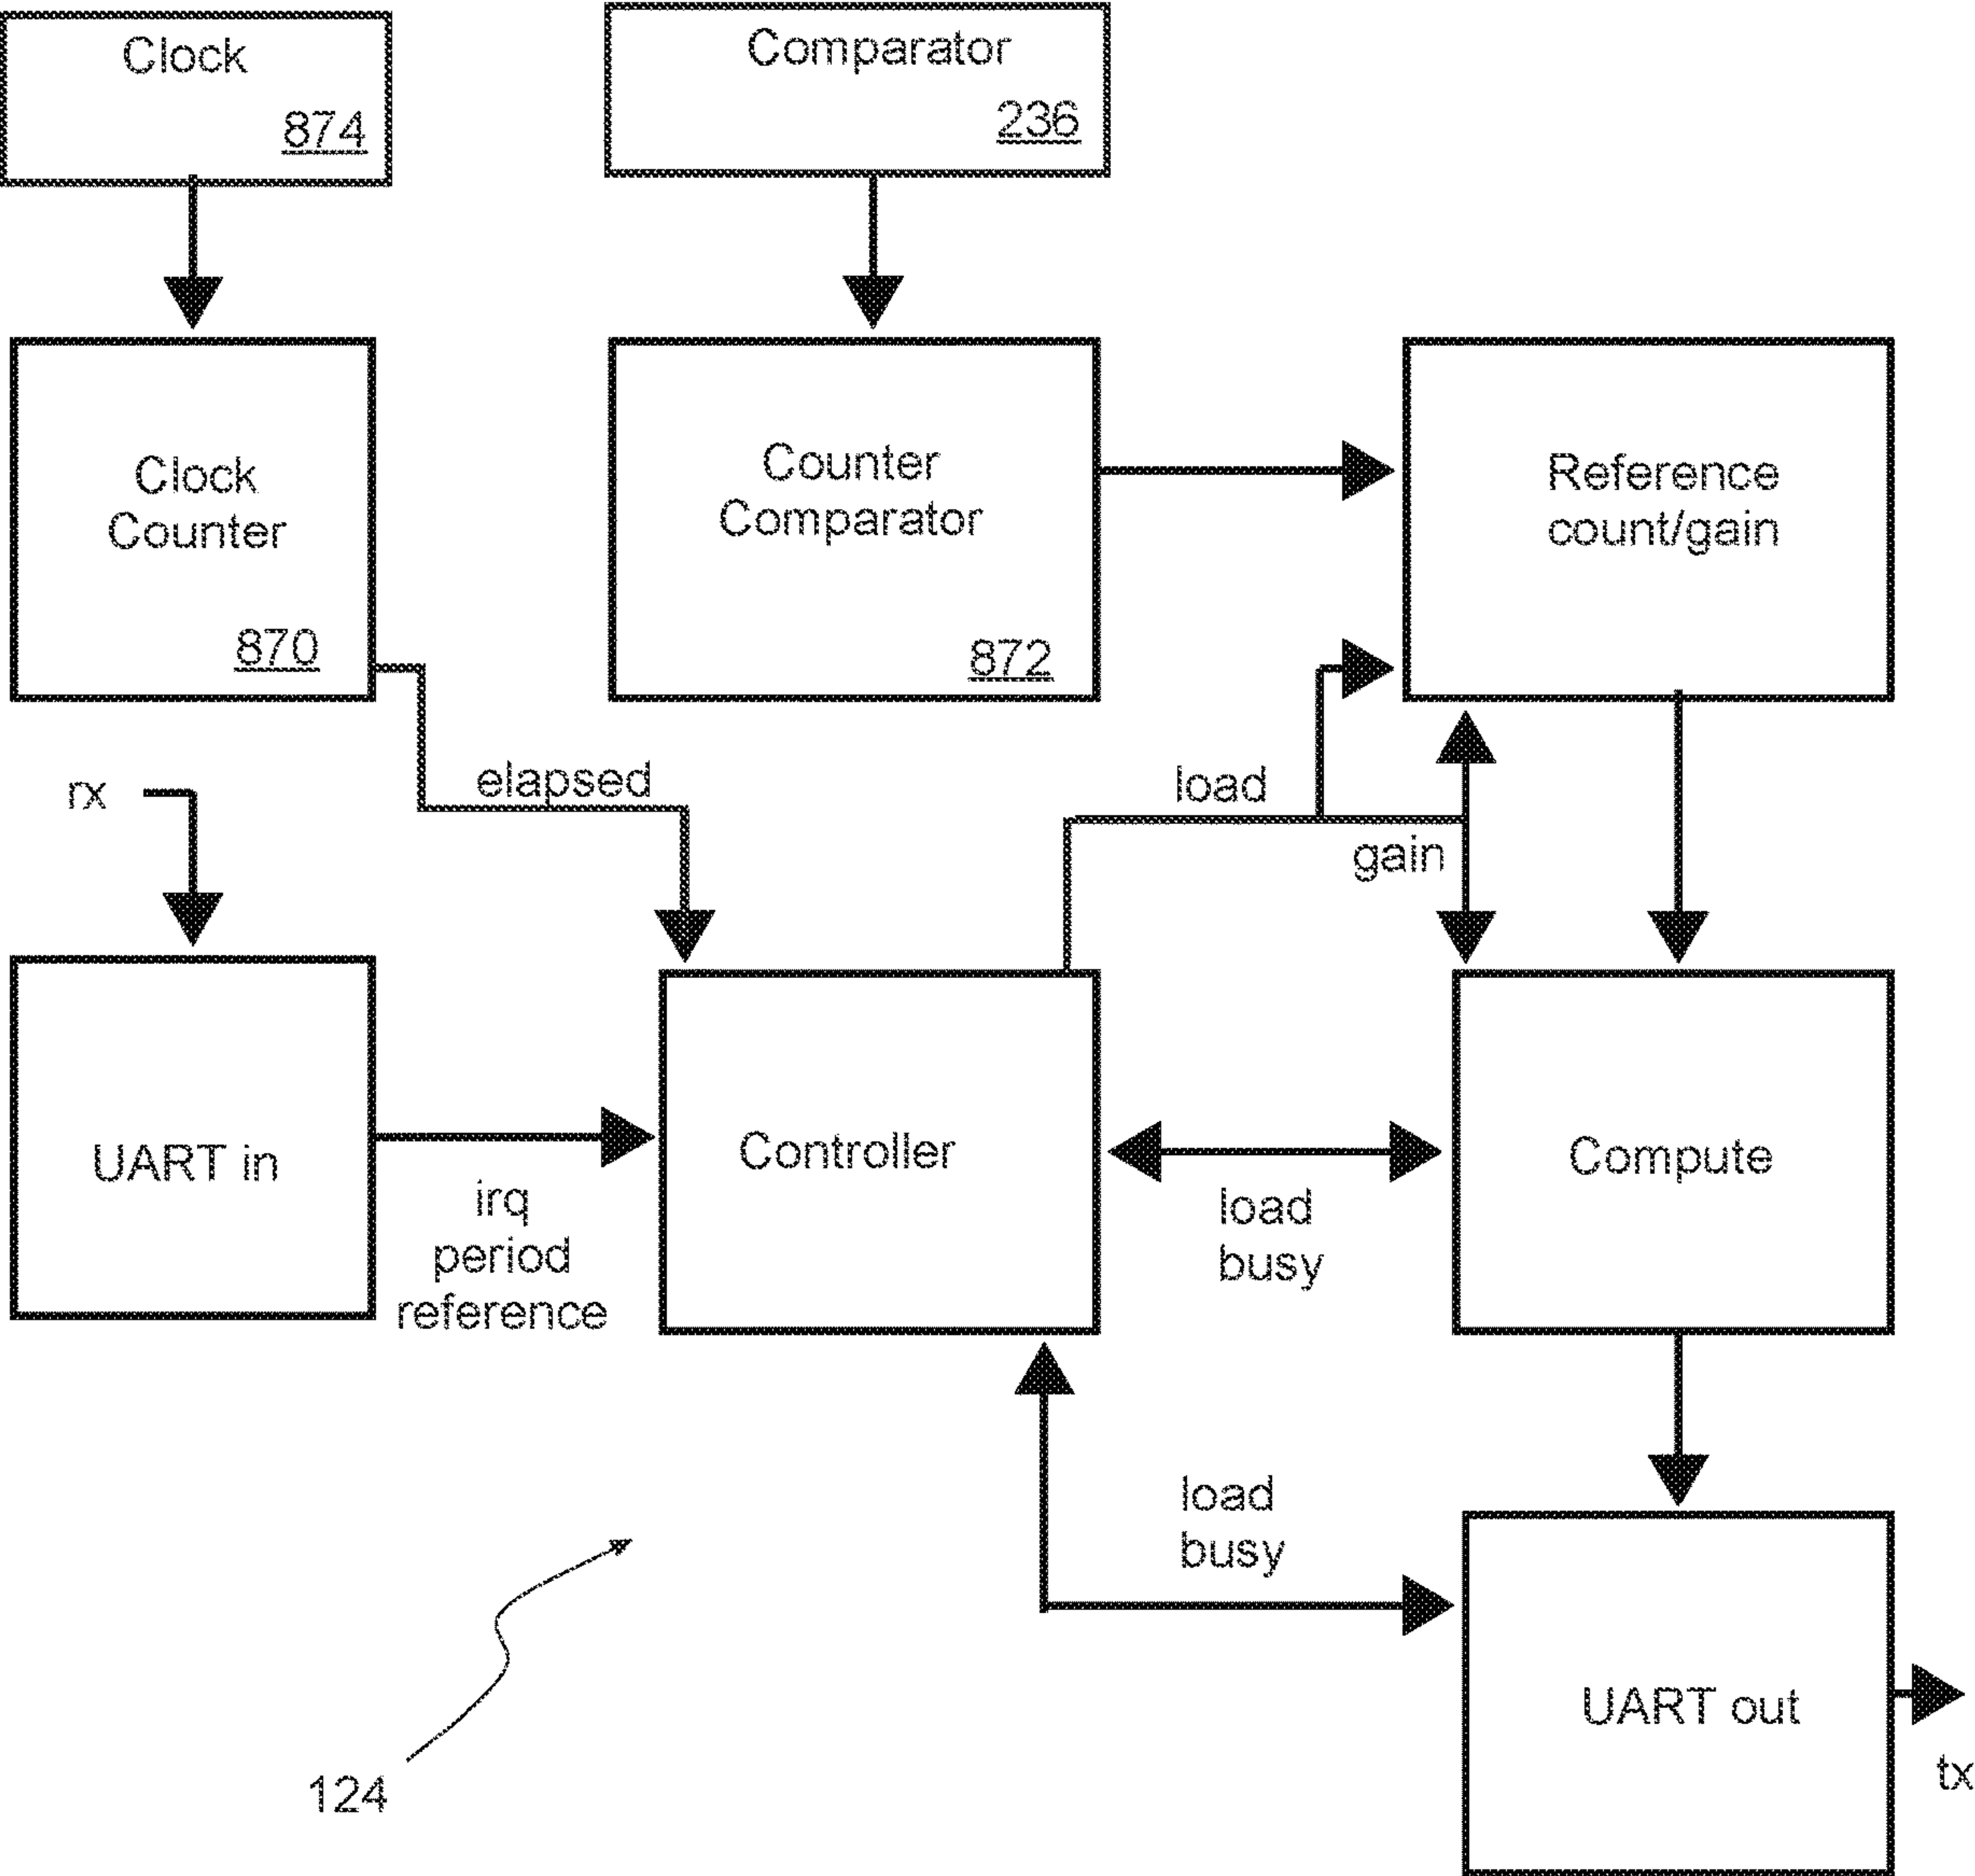 Clock
874
Comparator
236
Clock
Counter
870
Counter
Comparator
872
Reference
count/gain
rx
elapsed
load
gain
UART in
irq
period
reference
Controller
load
busy
Compute
load
busy
UART out
tx
124